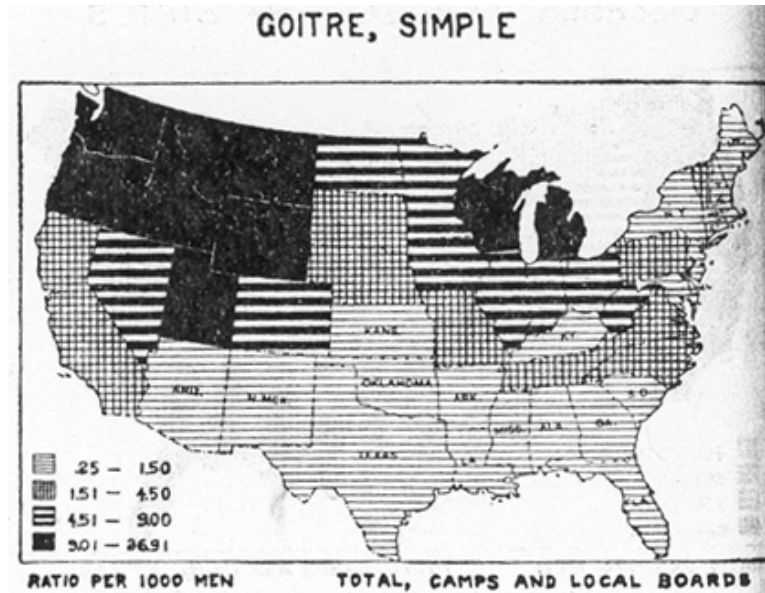 GOITRE, SIMPLE
N.Y.
KANS.
KY.
ARIZ.
N. MEX.
OKLAHOMA
ARK.
S. C.
MISS.
ALA.
GA.
TEXAS
LA.
.25 — 1.50
1.51 — 4.50
4.51 — 9.00
9.01 — 26.91
RATIO PER 1000 MEN
TOTAL, CAMPS AND LOCAL BOARDS